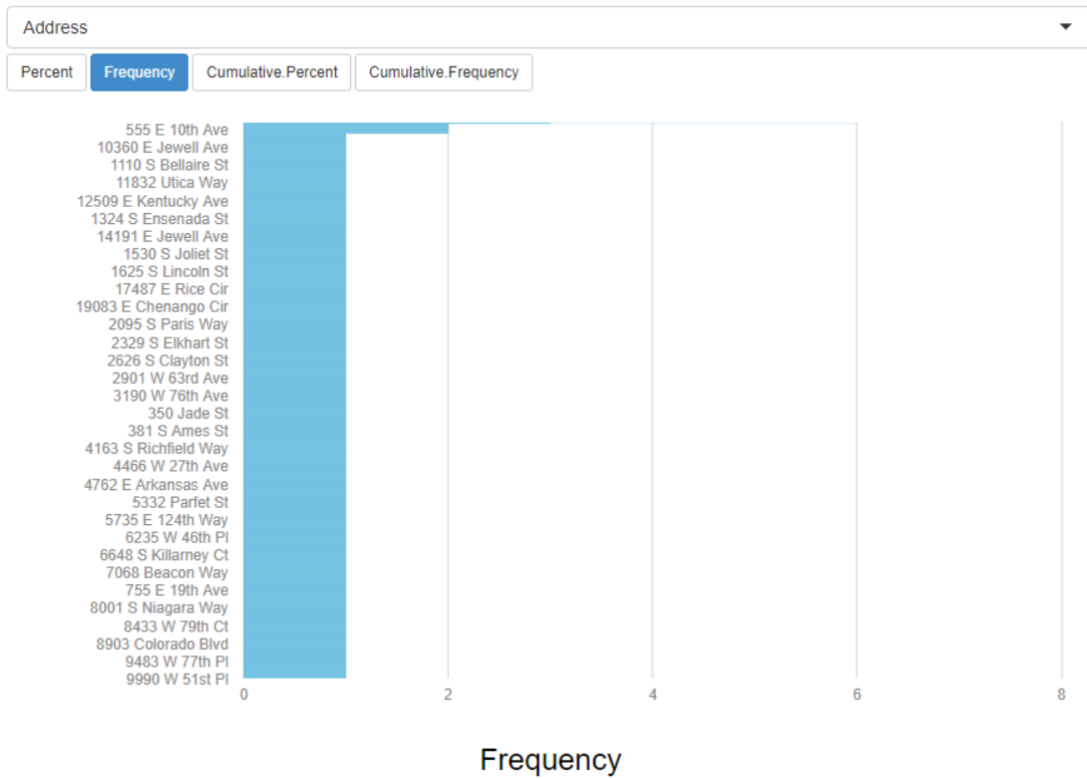 Address
Percent Frequency Cumulative.Percent Cumulative.Frequency
555 E 10th Ave
10360 E Jewell Ave
1110 S Bellaire St
11832 Utica Way
12509 E Kentucky Ave
1324 S Ensenada St
14191 E Jewell Ave
1530 S Joliet St
1625 S Lincoln St
17487 E Rice Cir
19083 E Chenango Cir
2095 S Paris Way
2329 S Elkhart St
2626 S Clayton St
2901 W 63rd Ave
3190 W 76th Ave
350 Jade St
381 S Ames St
4163 S Richfield Way
4466 W 27th Ave
4762 E Arkansas Ave
5332 Parfet St
5735 E 124th Way
6235 W 46th Pl
6648 S Killarney Ct
7068 Beacon Way
755 E 19th Ave
8001 S Niagara Way
8433 W 79th Ct
8903 Colorado Blvd
9483 W 77th Pl
9990 W 51st Pl
0 2 4 6 8
Frequency